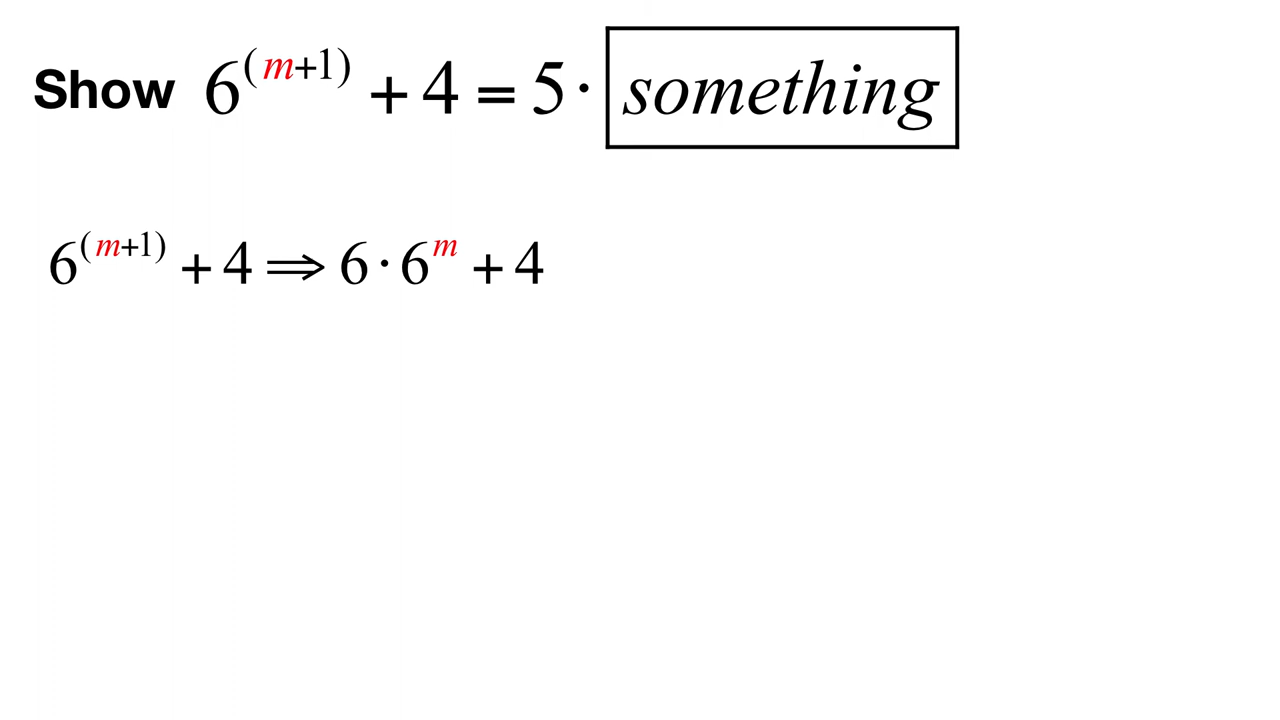 Show 6^(m+1) + 4 = 5 · something
6^(m+1) + 4 ⇒ 6 · 6^m + 4